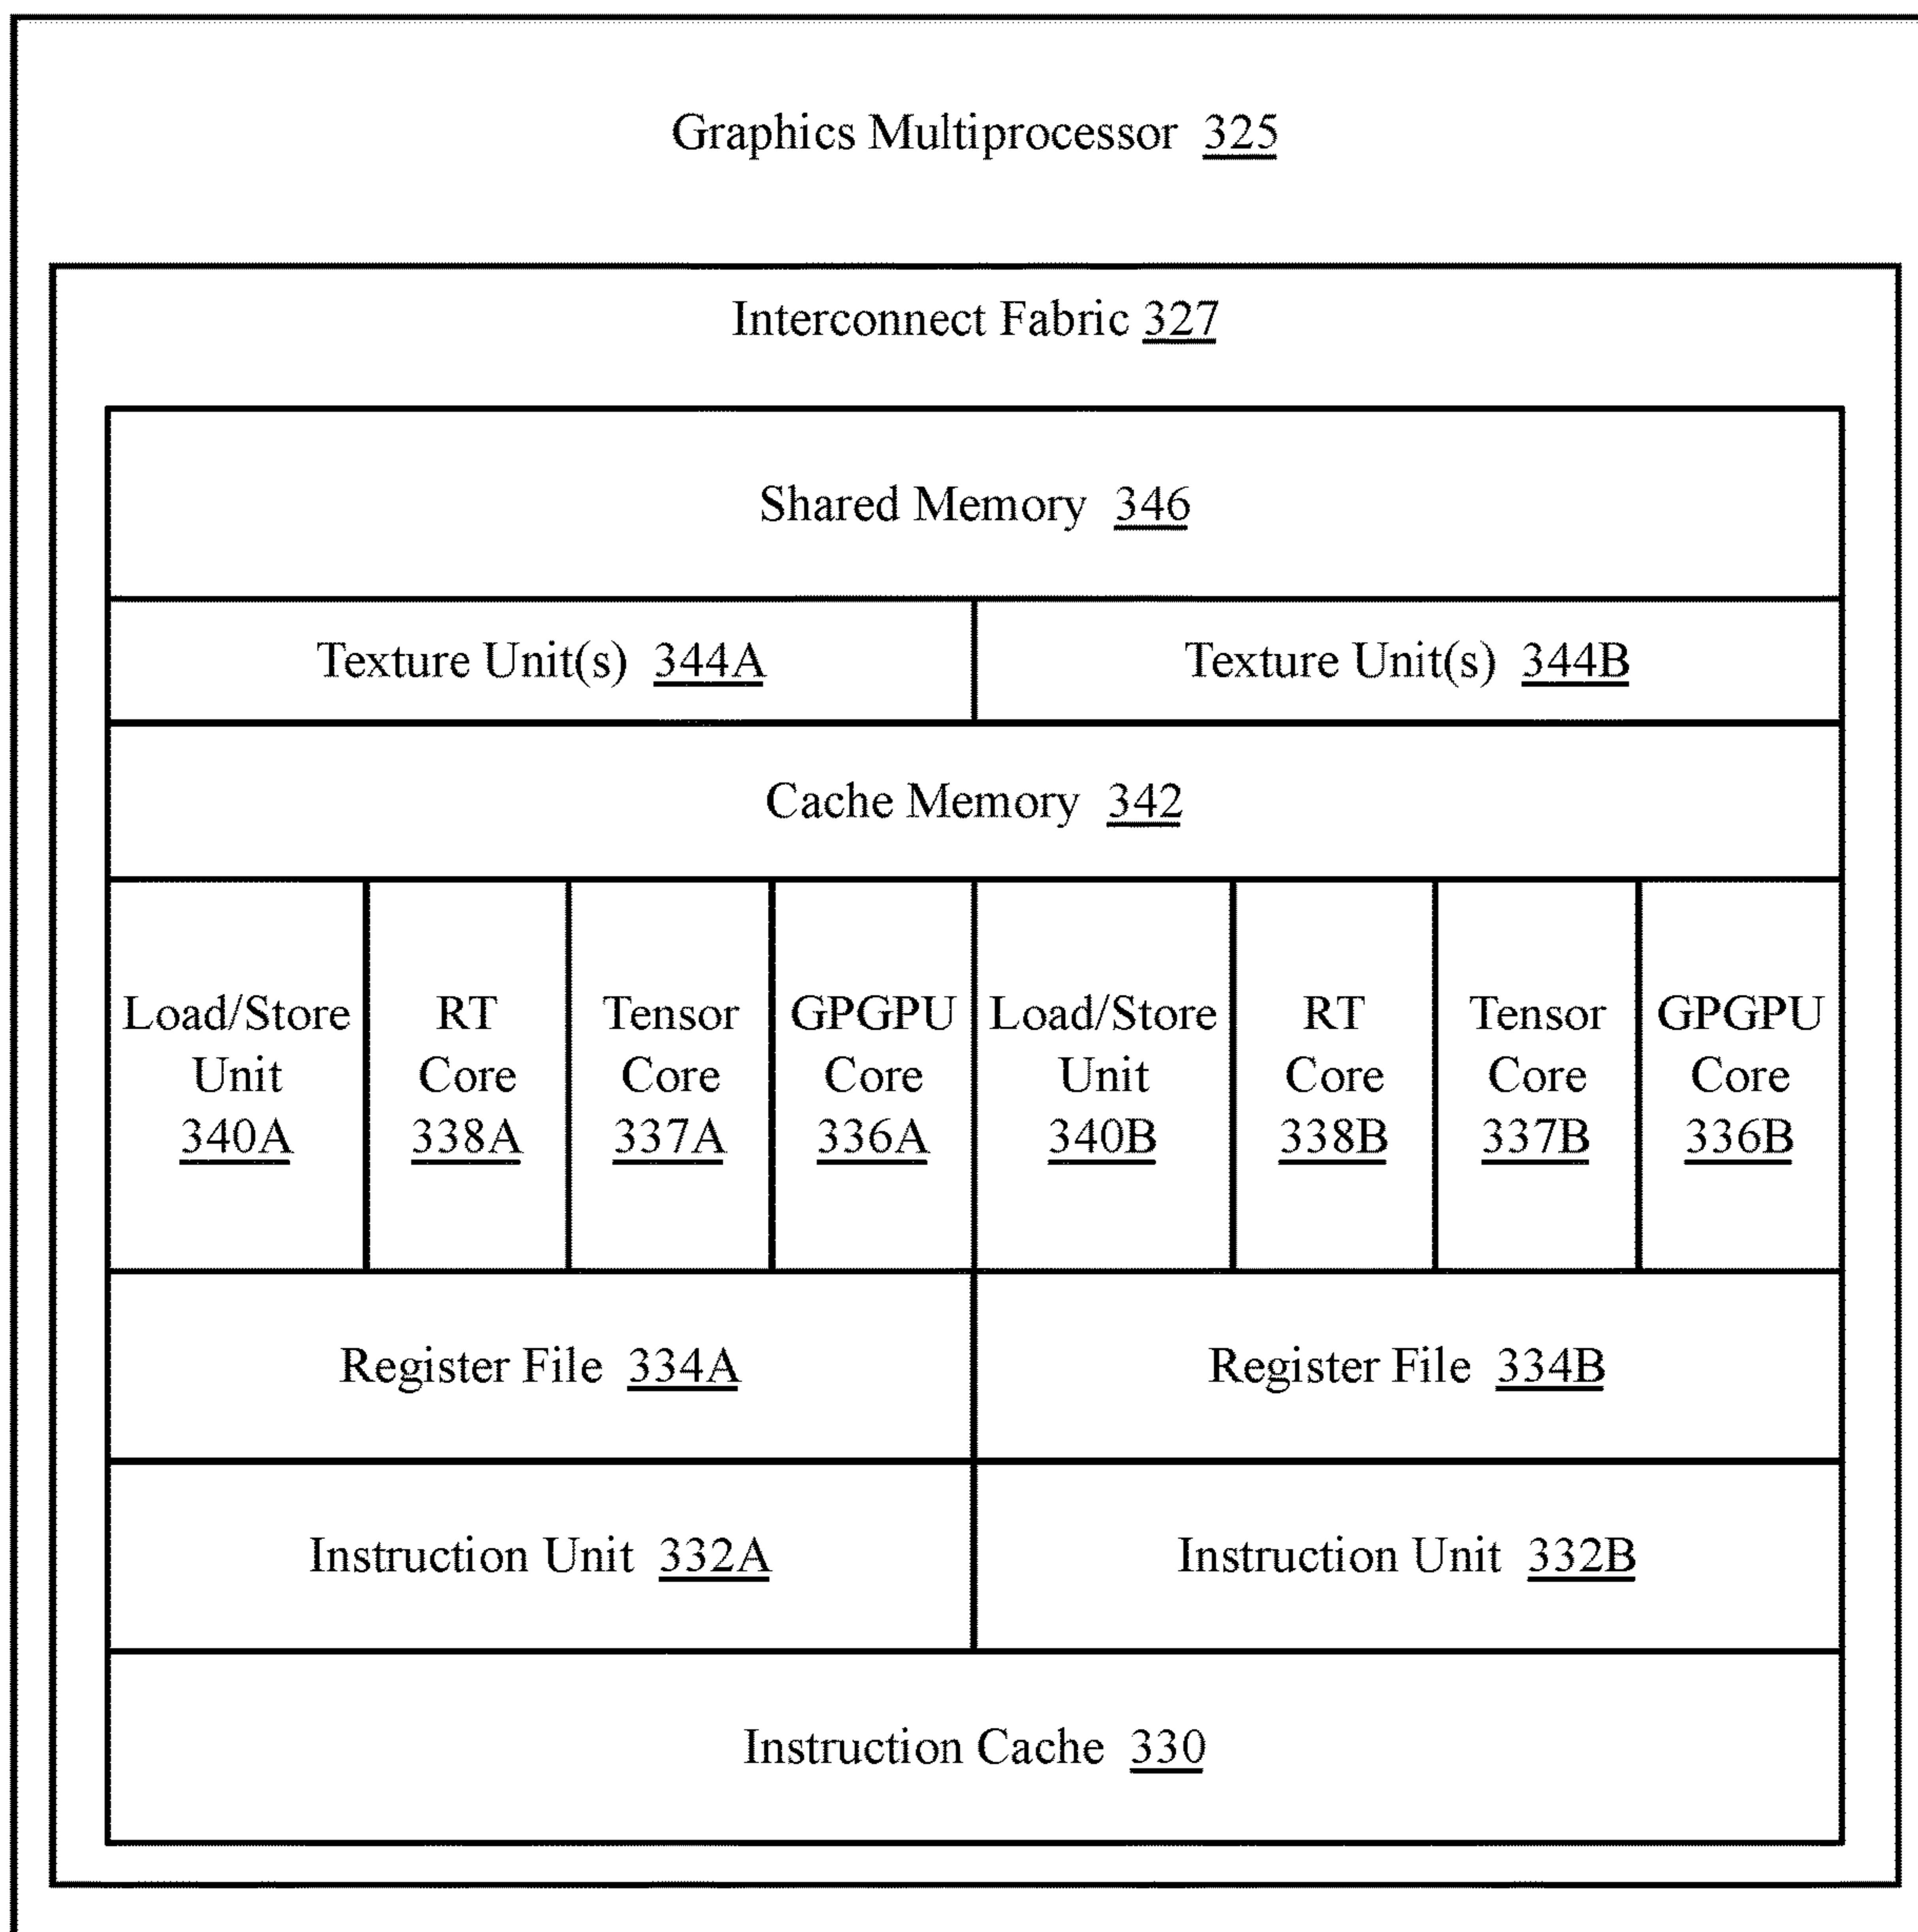 Graphics Multiprocessor 325
Interconnect Fabric 327
Shared Memory 346
Texture Unit(s) 344A
Texture Unit(s) 344B
Cache Memory 342
Load/Store
Unit
340A
RT
Core
338A
Tensor
Core
337A
GPGPU
Core
336A
Load/Store
Unit
340B
RT
Core
338B
Tensor
Core
337B
GPGPU
Core
336B
Register File 334A
Register File 334B
Instruction Unit 332A
Instruction Unit 332B
Instruction Cache 330